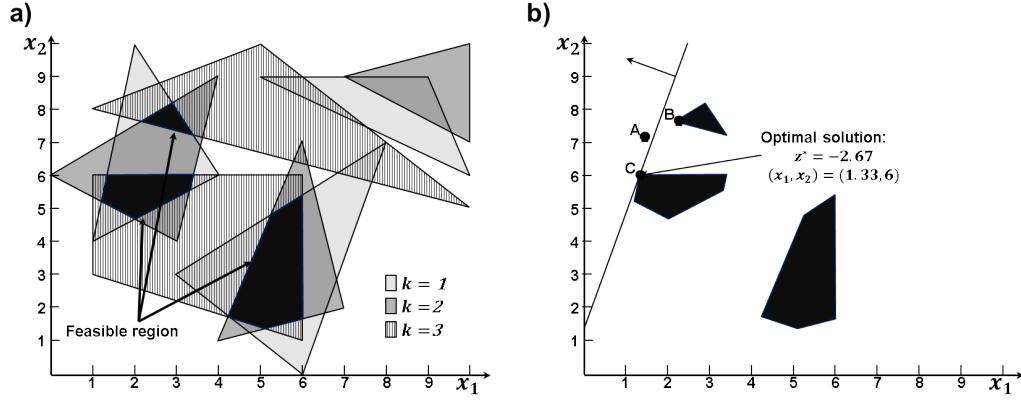 a)
x₂
9
8
7
6
5
4
3
2
1
1 2 3 4 5 6 7 8 9 x₁
Feasible region
k = 1
k = 2
k = 3
b)
x₂
9
8
7
6
5
4
3
2
1
1 2 3 4 5 6 7 8 9 x₁
A
B
C
Optimal solution:
z* = −2.67
(x₁, x₂) = (1.33, 6)